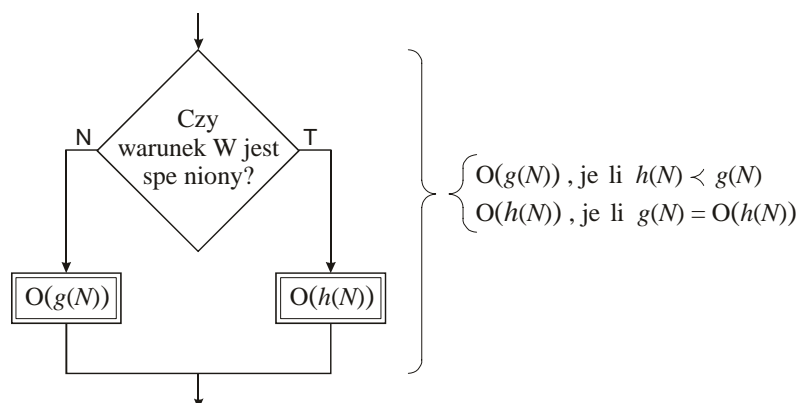 Czy
warunek W jest
spe niony?
N
T
O(g(N))
O(h(N))
O(g(N)) , je li h(N) ≺ g(N)
O(h(N)) , je li g(N) = O(h(N))